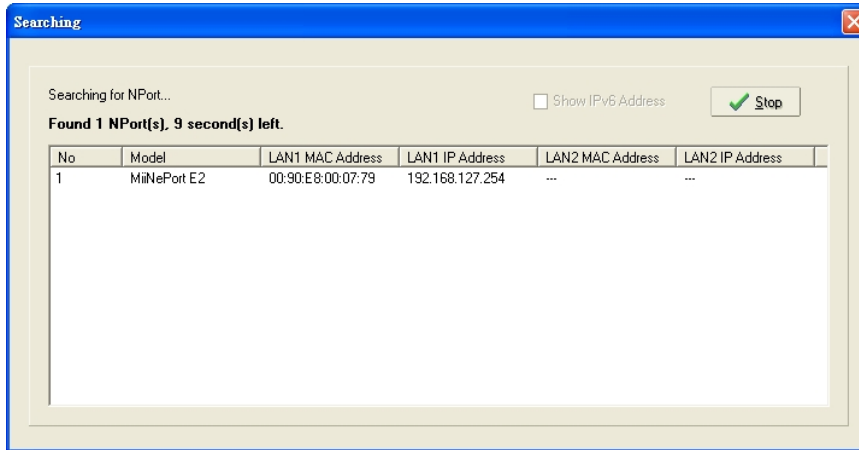 Searching
Searching for NPort...
Show IPv6 Address
Stop
Found 1 NPort(s), 9 second(s) left.
No Model LAN1 MAC Address LAN1 IP Address LAN2 MAC Address LAN2 IP Address
1 MiiNePort E2 00:90:E8:00:07:79 192.168.127.254 --- ---